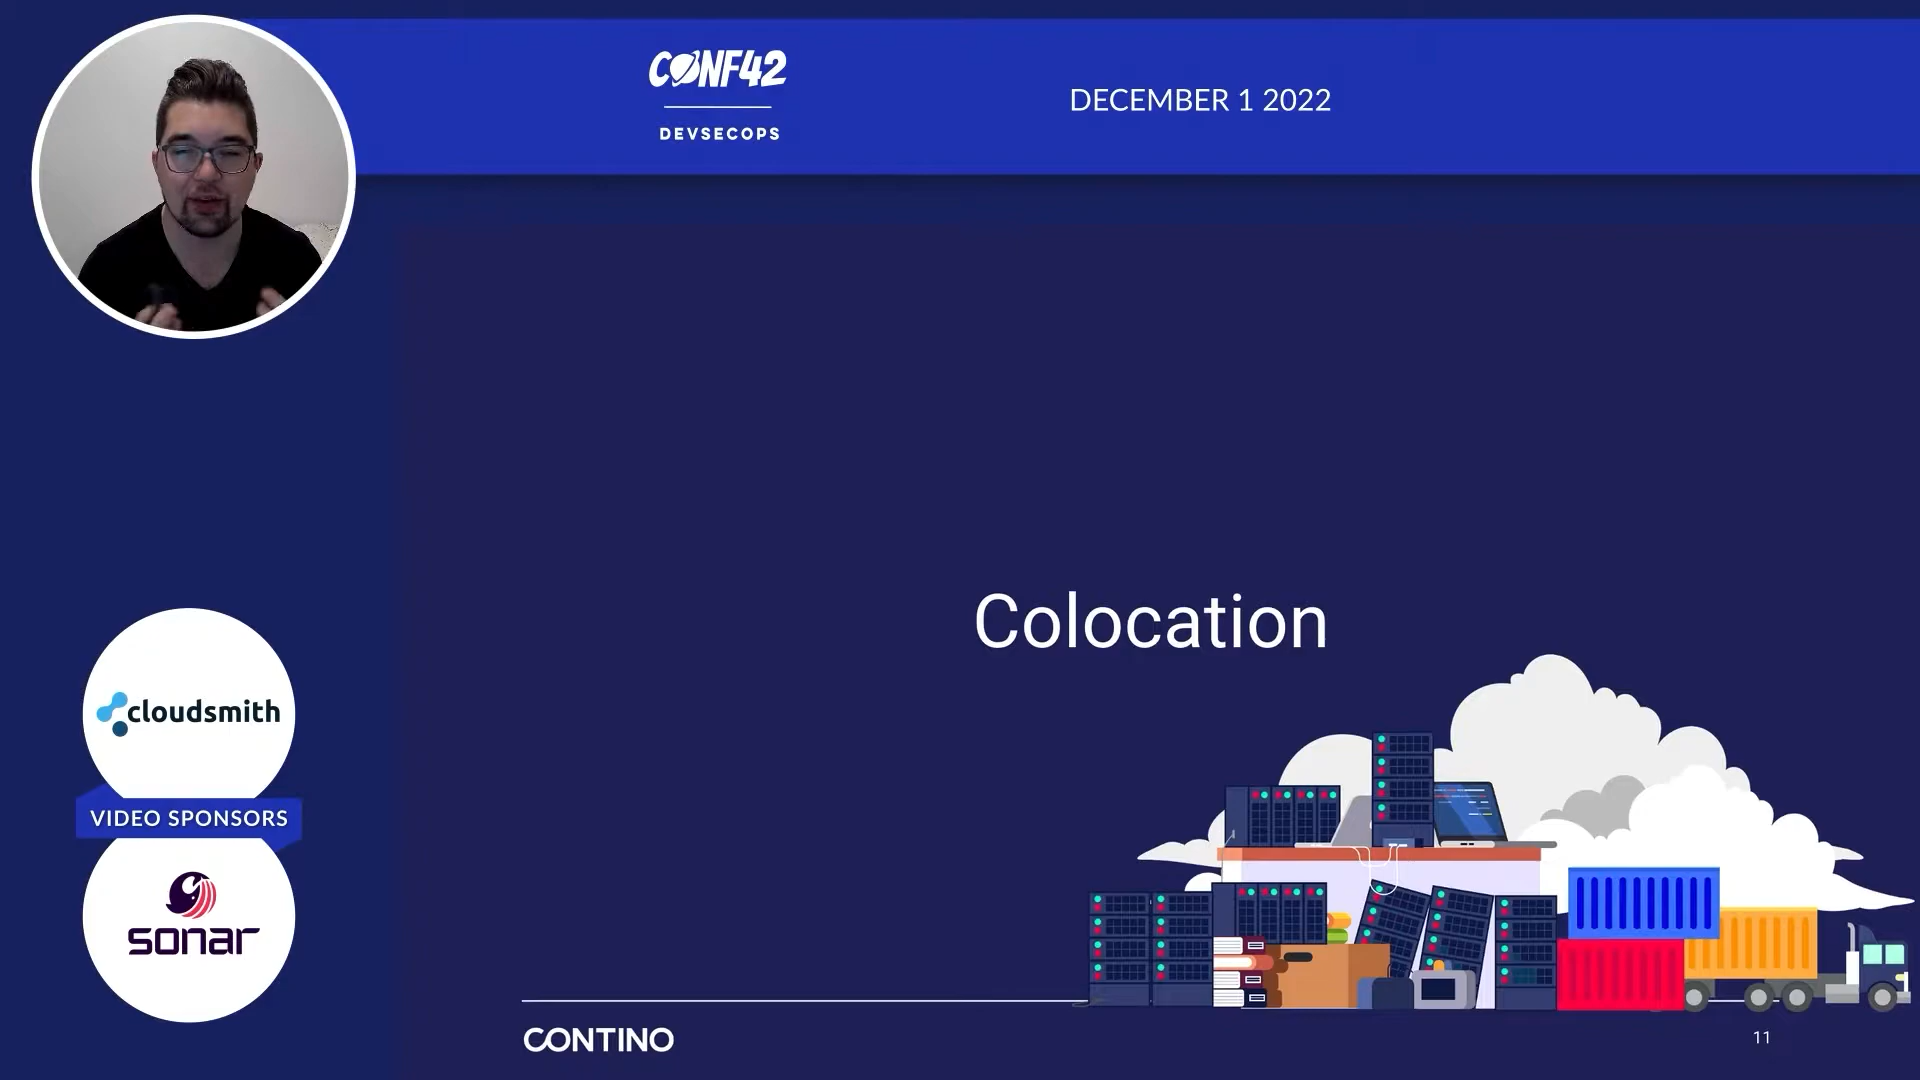 CONF42
DEVSECOPS
DECEMBER 1 2022
Colocation
cloudsmith
VIDEO SPONSORS
sonar
CONTINO
11